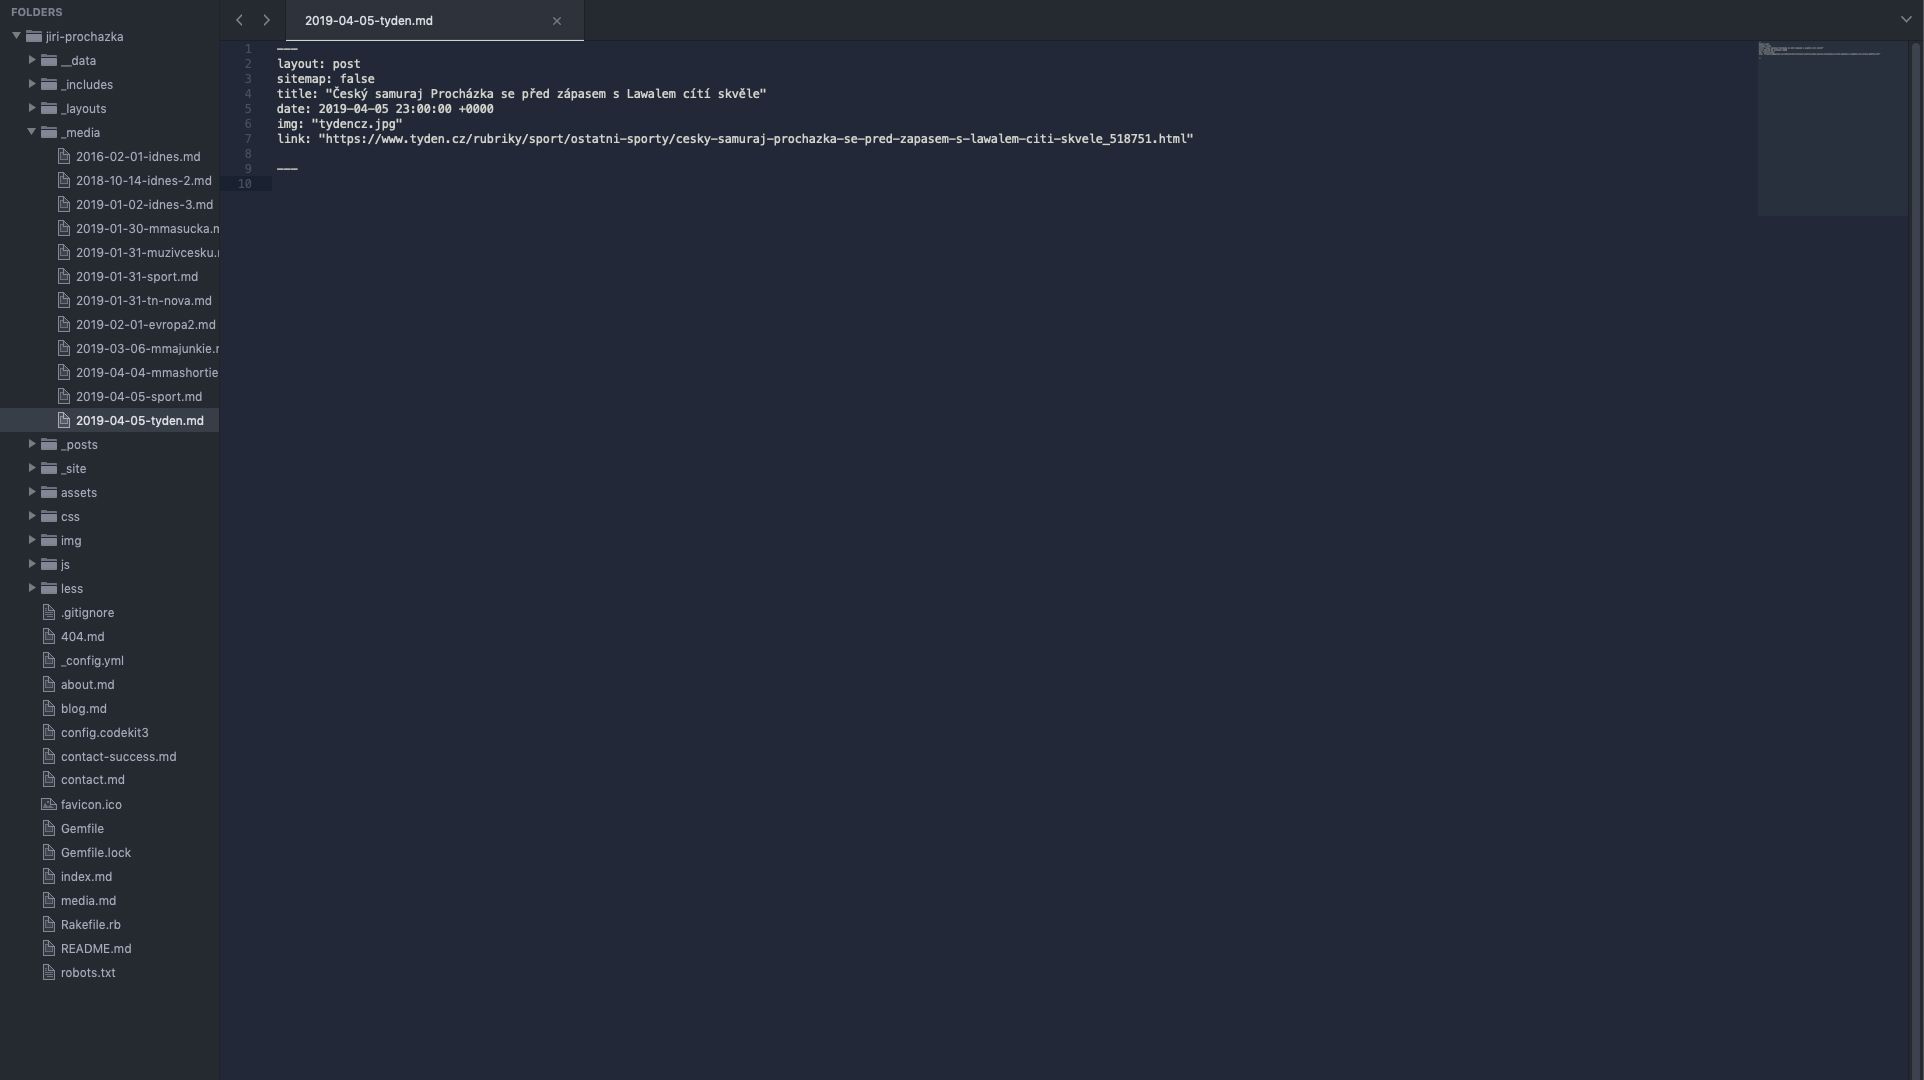 FOLDERS
jiri-prochazka
__data
_includes
_layouts
_media
2016-02-01-idnes.md
2018-10-14-idnes-2.md
2019-01-02-idnes-3.md
2019-01-30-mmasucka.m
2019-01-31-muzivcesku.
2019-01-31-sport.md
2019-01-31-tn-nova.md
2019-02-01-evropa2.md
2019-03-06-mmajunkie.m
2019-04-04-mmashortie
2019-04-05-sport.md
2019-04-05-tyden.md
_posts
_site
assets
css
img
js
less
.gitignore
404.md
_config.yml
about.md
blog.md
config.codekit3
contact-success.md
contact.md
favicon.ico
Gemfile
Gemfile.lock
index.md
media.md
Rakefile.rb
README.md
robots.txt
2019-04-05-tyden.md
1 ---
2 layout: post
3 sitemap: false
4 title: "Český samuraj Procházka se před zápasem s Lawalem cítí skvěle"
5 date: 2019-04-05 23:00:00 +0000
6 img: "tydencz.jpg"
7 link: "https://www.tyden.cz/rubriky/sport/ostatni-sporty/cesky-samuraj-prochazka-se-pred-zapasem-s-lawalem-citi-skvele_518751.html"
8
9 ---
10